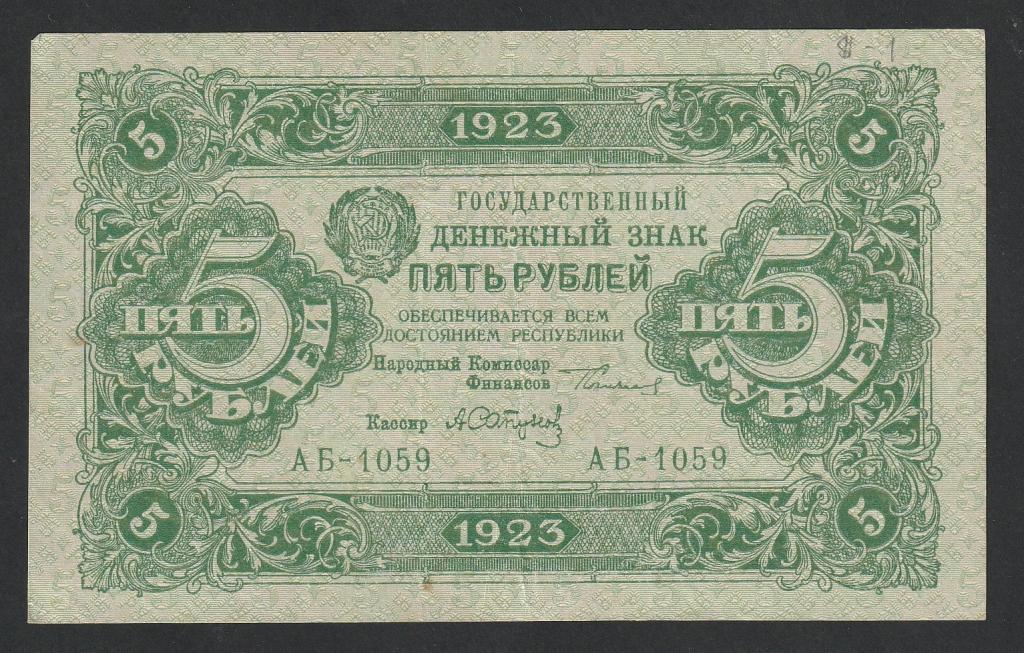 $-1
5 1923 5
ГОСУДАРСТВЕННЫЙ
ДЕНЕЖНЫЙ ЗНАК
ПЯТЬ РУБЛЕЙ
ОБЕСПЕЧИВАЕТСЯ ВСЕМ
ДОСТОЯНИЕМ РЕСПУБЛИКИ
5 ПЯТЬ РУБЛЕЙ
5 ПЯТЬ РУБЛЕЙ
Народный Комиссар
Финансов
Кассир
АБ-1059 АБ-1059
5 1923 5